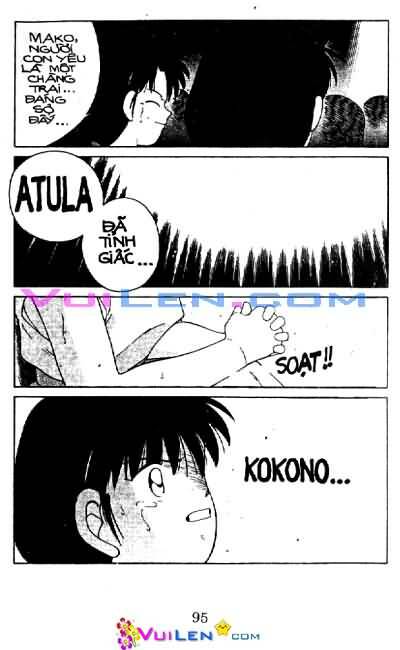 MAKO,
NGƯỜI
CON YÊU
LÀ MỘT
CHÀNG
TRAI...
ĐÁNG
SỢ
ĐẤY...
ATULA
ĐÃ
TỈNH
GIẤC...
VuiLen.com
SOẠT!!
KOKONO...
95
VuiLen.com